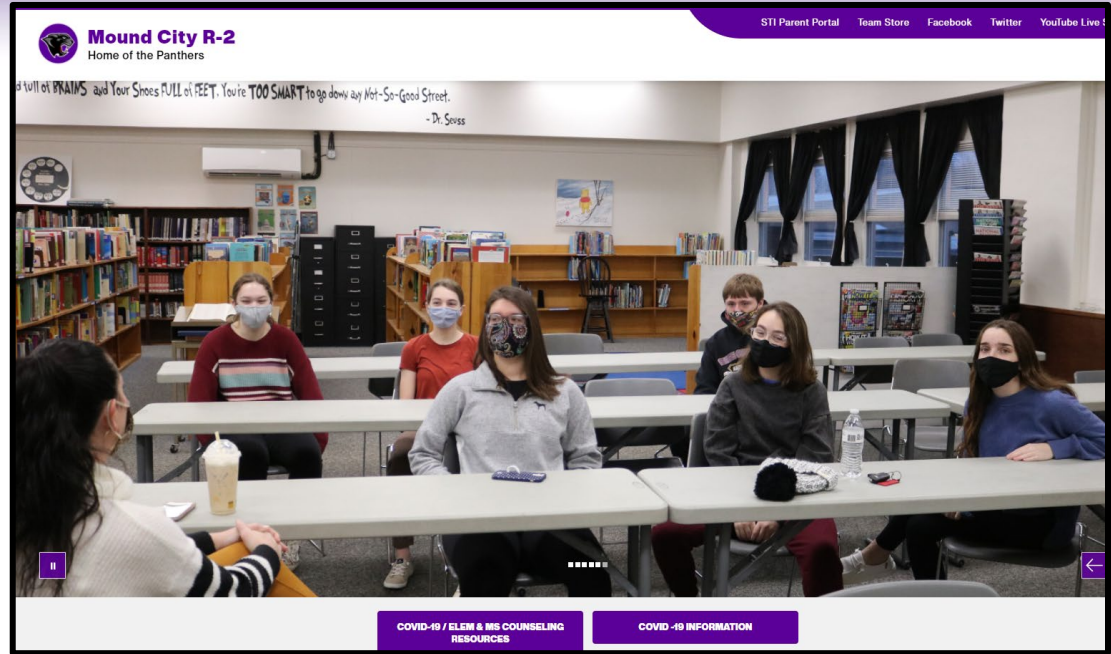 STI Parent Portal Team Store Facebook Twitter YouTube Live
Mound City R-2
Home of the Panthers
full of BRAINS and Your Shoes FULL of FEET. You're TOO SMART to go down any Not-So-Good Street.
- Dr. Seuss
COVID-19 / ELEM & MS COUNSELING
RESOURCES
COVID -19 INFORMATION